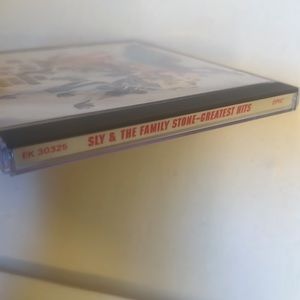 EK 30325 SLY & THE FAMILY STONE–GREATEST HITS EPIC